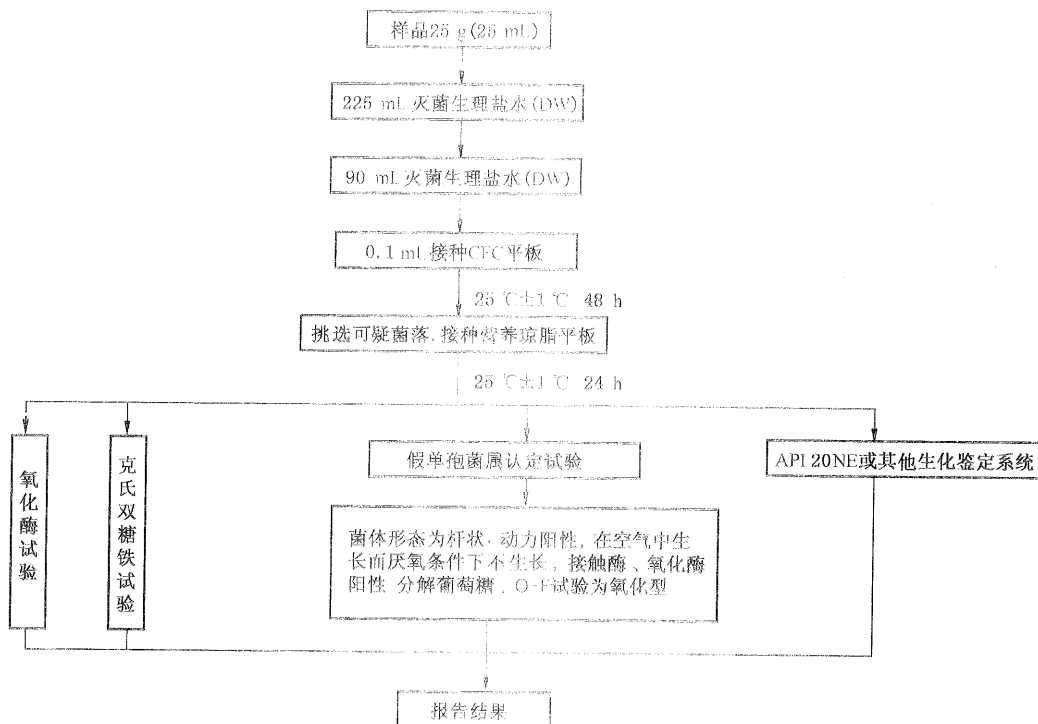 样品25 g(25 mL)
225 mL 灭菌生理盐水(DW)
90 mL 灭菌生理盐水(DW)
0.1 mL 接种CFC平板
25 ℃±1 ℃ 48 h
挑选可疑菌落,接种营养琼脂平板
25 ℃±1 ℃ 24 h
氧化酶试验
克氏双糖铁试验
假单孢菌属认定试验
API 20NE或其他生化鉴定系统
菌体形态为杆状,动力阳性,在空气中生
长而厌氧条件下不生长,接触酶、氧化酶
阳性 分解葡萄糖,O-F试验为氧化型
报告结果